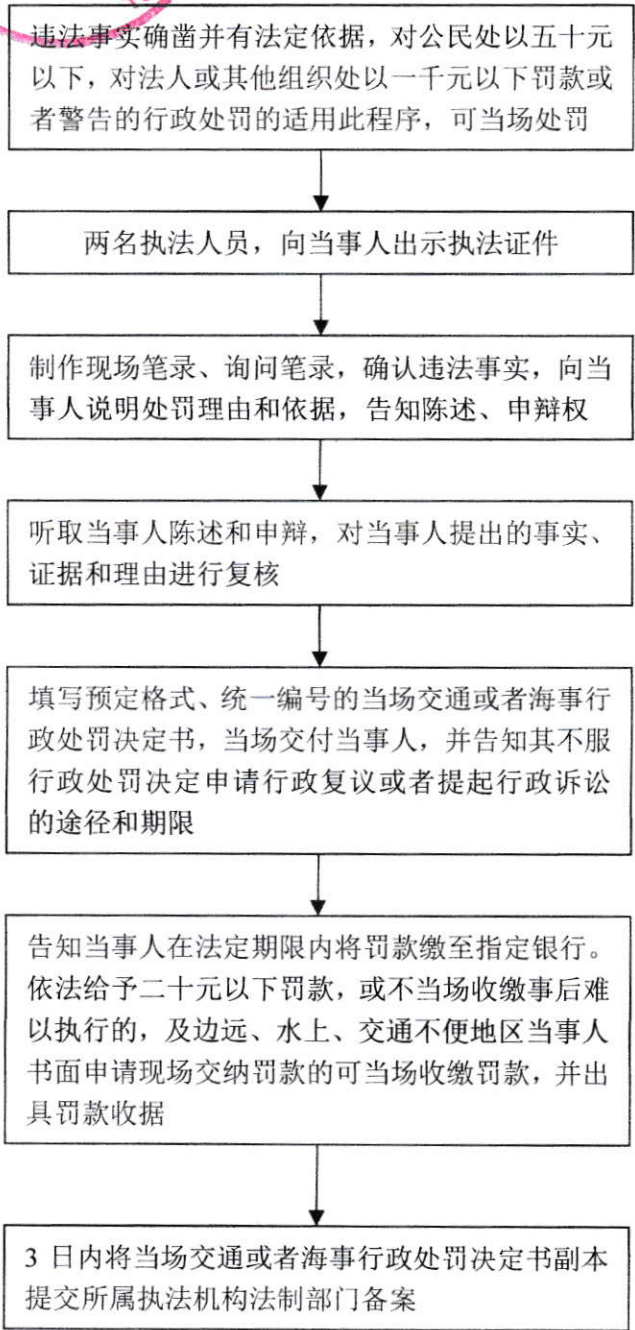 违法事实确凿并有法定依据，对公民处以五十元
以下，对法人或其他组织处以一千元以下罚款或
者警告的行政处罚的适用此程序，可当场处罚
两名执法人员，向当事人出示执法证件
制作现场笔录、询问笔录，确认违法事实，向当
事人说明处罚理由和依据，告知陈述、申辩权
听取当事人陈述和申辩，对当事人提出的事实、
证据和理由进行复核
填写预定格式、统一编号的当场交通或者海事行
政处罚决定书，当场交付当事人，并告知其不服
行政处罚决定申请行政复议或者提起行政诉讼
的途径和期限
告知当事人在法定期限内将罚款缴至指定银行。
依法给予二十元以下罚款，或不当场收缴事后难
以执行的，及边远、水上、交通不便地区当事人
书面申请现场交纳罚款的可当场收缴罚款，并出
具罚款收据
3 日内将当场交通或者海事行政处罚决定书副本
提交所属执法机构法制部门备案